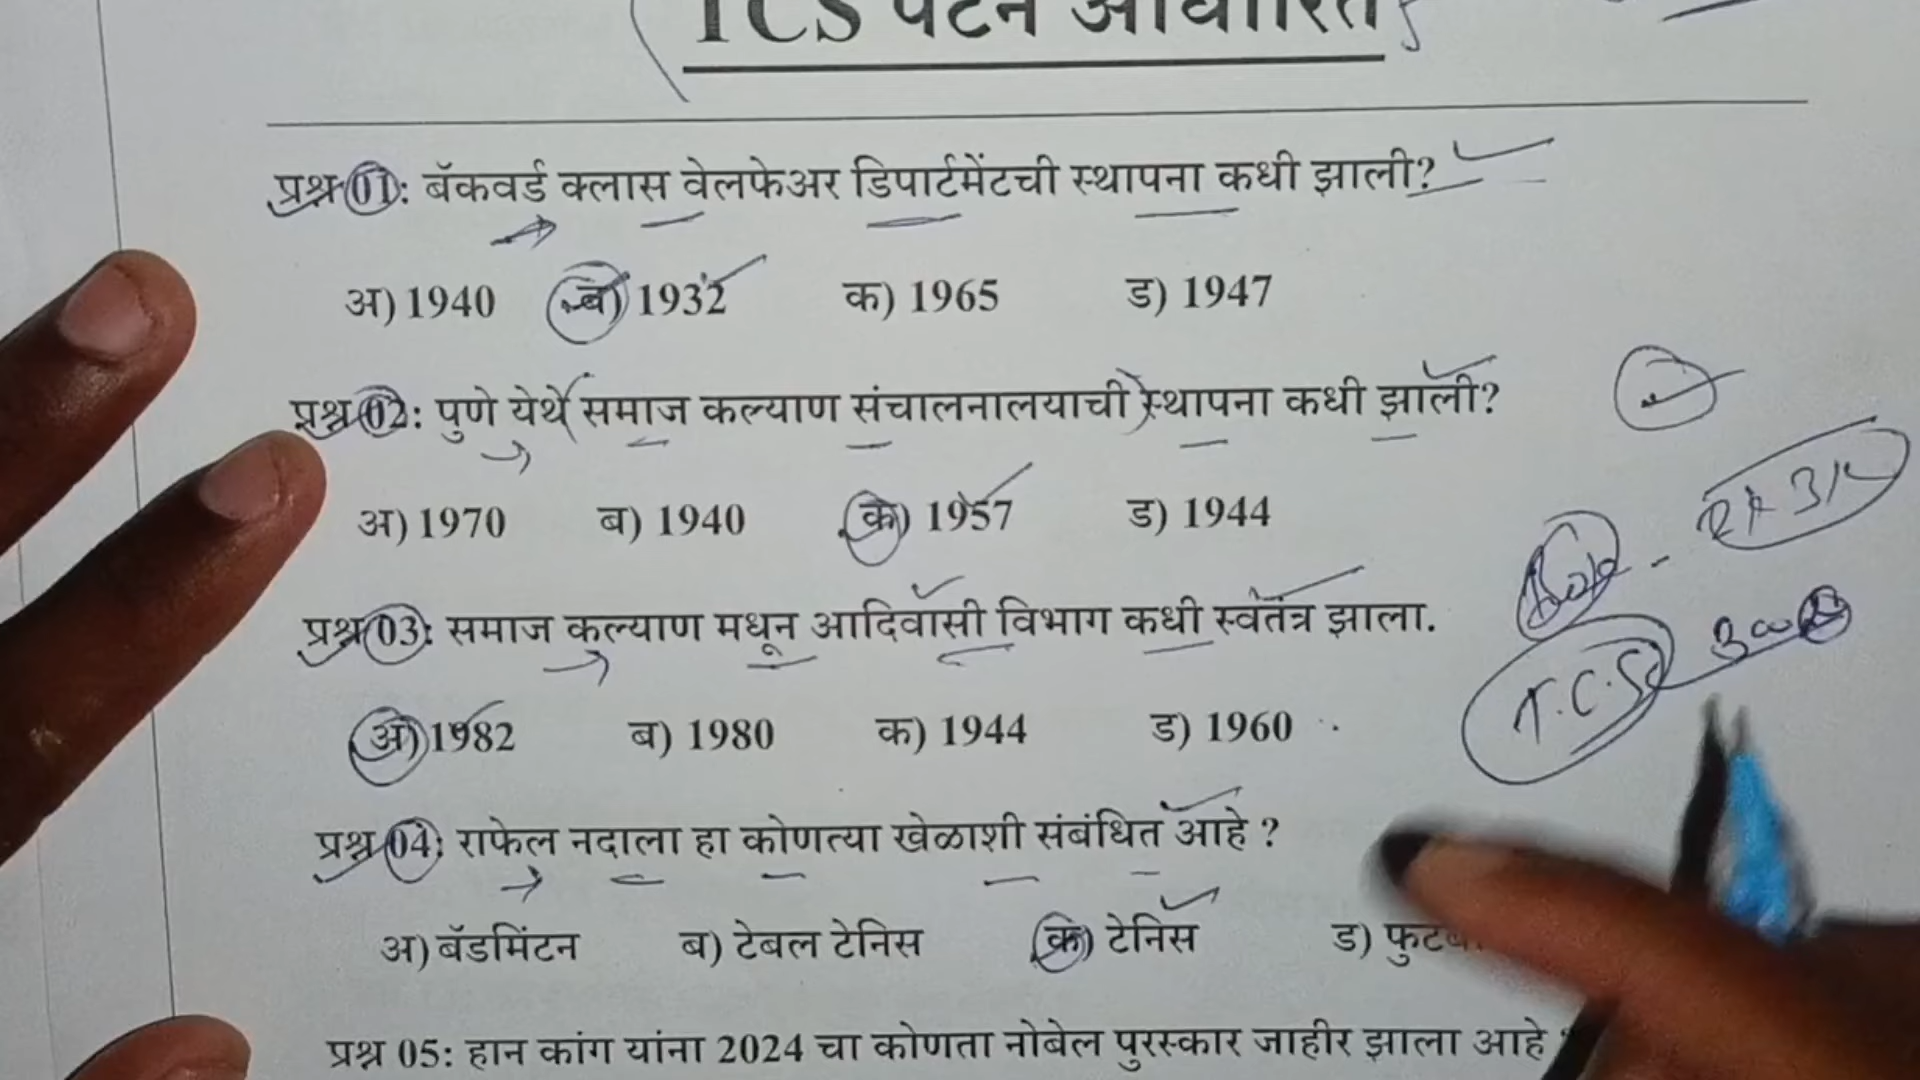 TCS पॅटर्न आधारित
प्रश्न 01: बॅकवर्ड क्लास वेलफेअर डिपार्टमेंटची स्थापना कधी झाली?
अ) 1940 ब) 1932 क) 1965 ड) 1947
प्रश्न 02: पुणे येथे समाज कल्याण संचालनालयाची स्थापना कधी झाली?
अ) 1970 ब) 1940 क) 1957 ड) 1944
प्रश्न 03: समाज कल्याण मधून आदिवासी विभाग कधी स्वतंत्र झाला.
T.C.S
अ) 1982 ब) 1980 क) 1944 ड) 1960
प्रश्न 04: राफेल नदाला हा कोणत्या खेळाशी संबंधित आहे ?
अ) बॅडमिंटन ब) टेबल टेनिस क) टेनिस ड)
प्रश्न 05: हान कांग यांना 2024 चा कोणता नोबेल पुरस्कार जाहीर झाला आहे